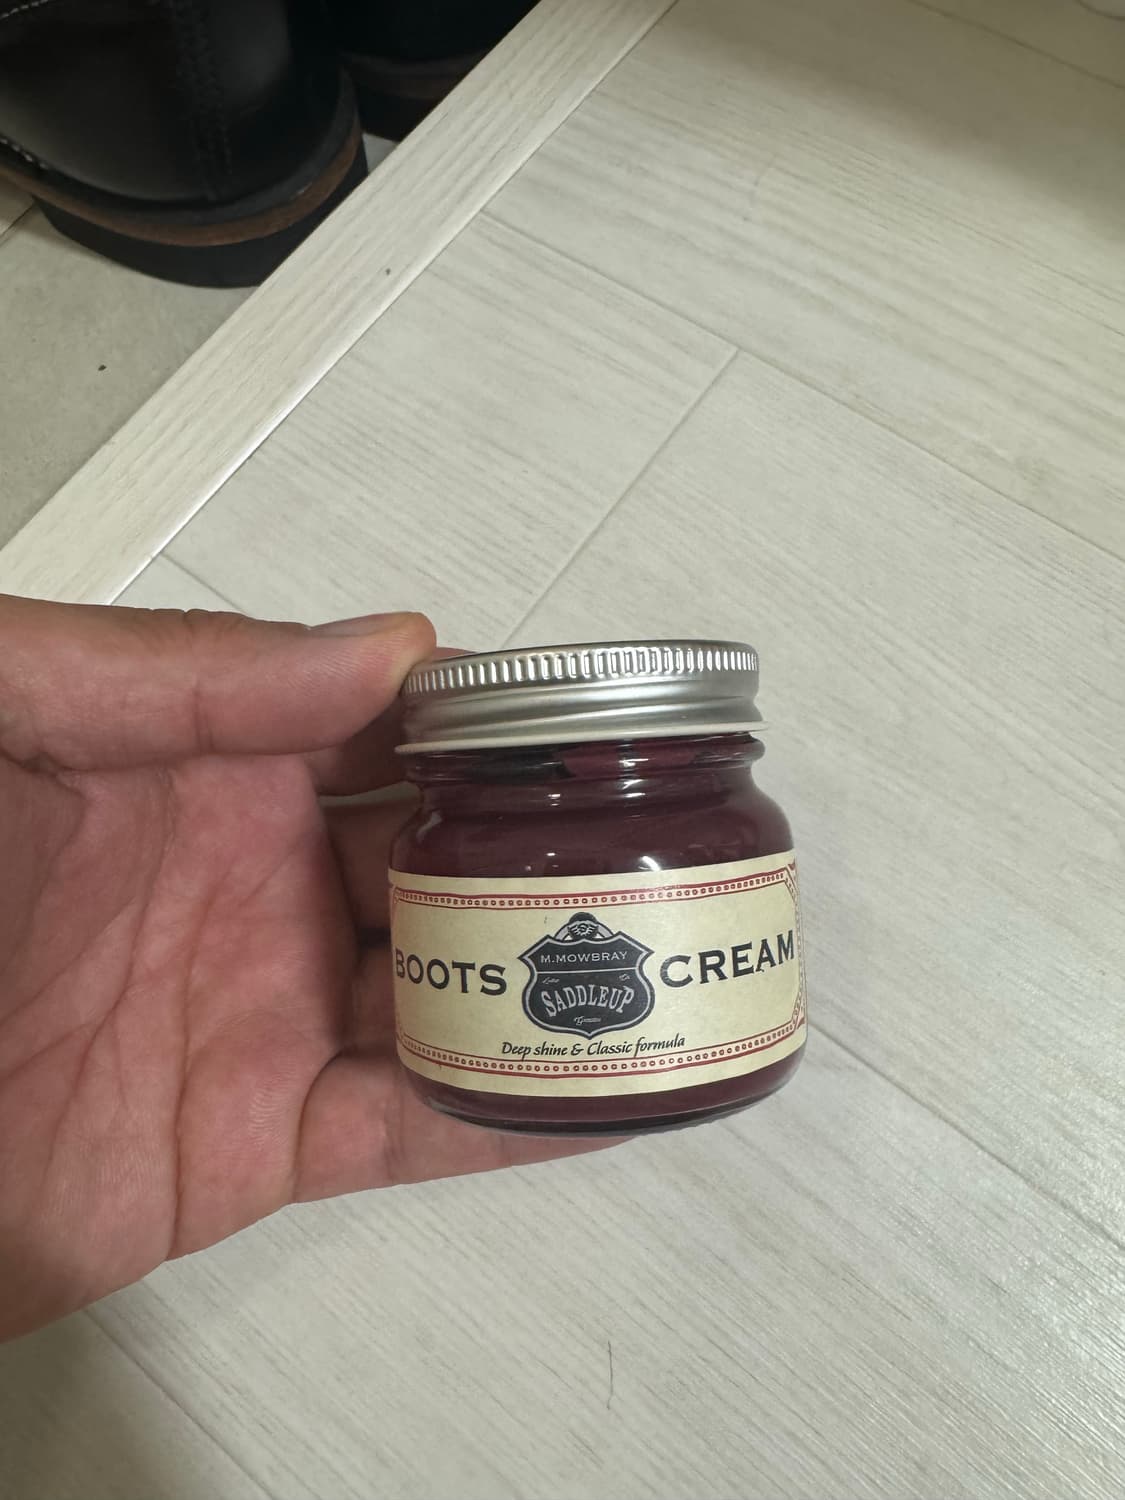 BOOTS
M.MOWBRAY
SADDLEUP
CREAM
Deep shine & Classic formula